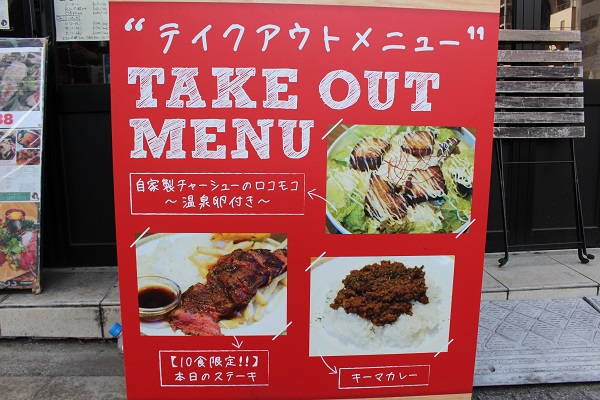 “テイクアウトメニュー”
TAKE OUT
MENU
自家製チャーシューのロコモコ
～温泉卵付き～
【10食限定!!】
本日のステーキ
キーマカレー